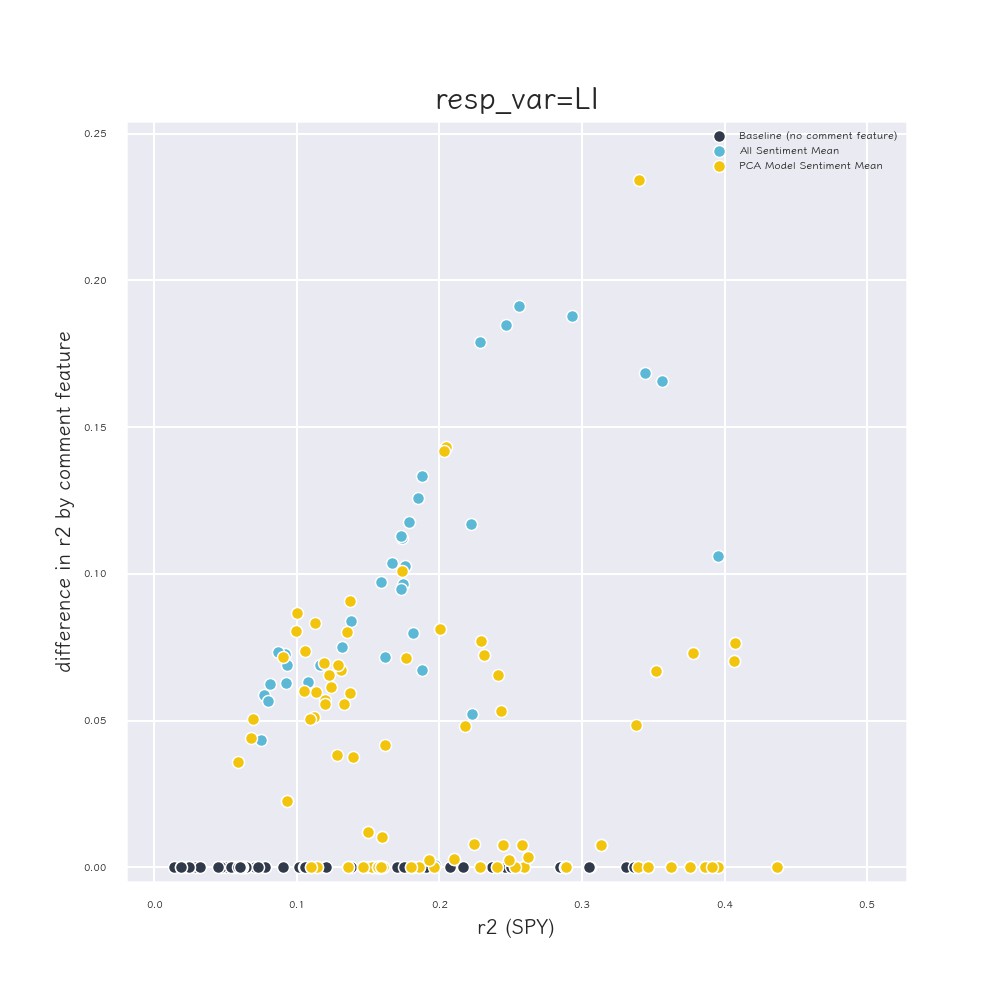 resp_var=LI
0.25
0.20
0.15
0.10
0.05
0.00
difference in r2 by comment feature
Baseline (no comment feature)
All Sentiment Mean
PCA Model Sentiment Mean
0.0 0.1 0.2 0.3 0.4 0.5
r2 (SPY)